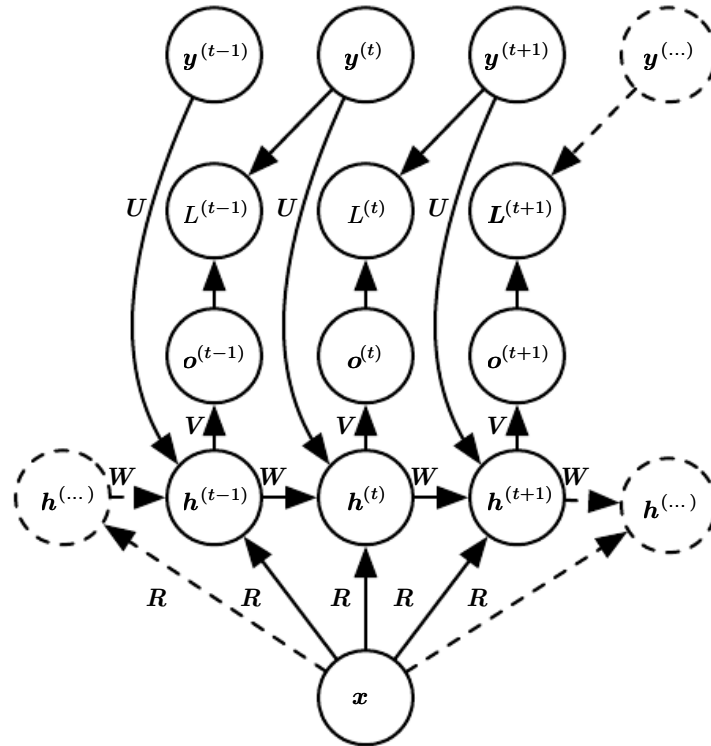 y^{(t−1)} y^{(t)} y^{(t+1)} y^{(...)}
U L^{(t−1)} U L^{(t)} U L^{(t+1)}
o^{(t−1)} o^{(t)} o^{(t+1)}
V V V
h^{(...)} W h^{(t−1)} W h^{(t)} W h^{(t+1)} W h^{(...)}
R R R R R
x